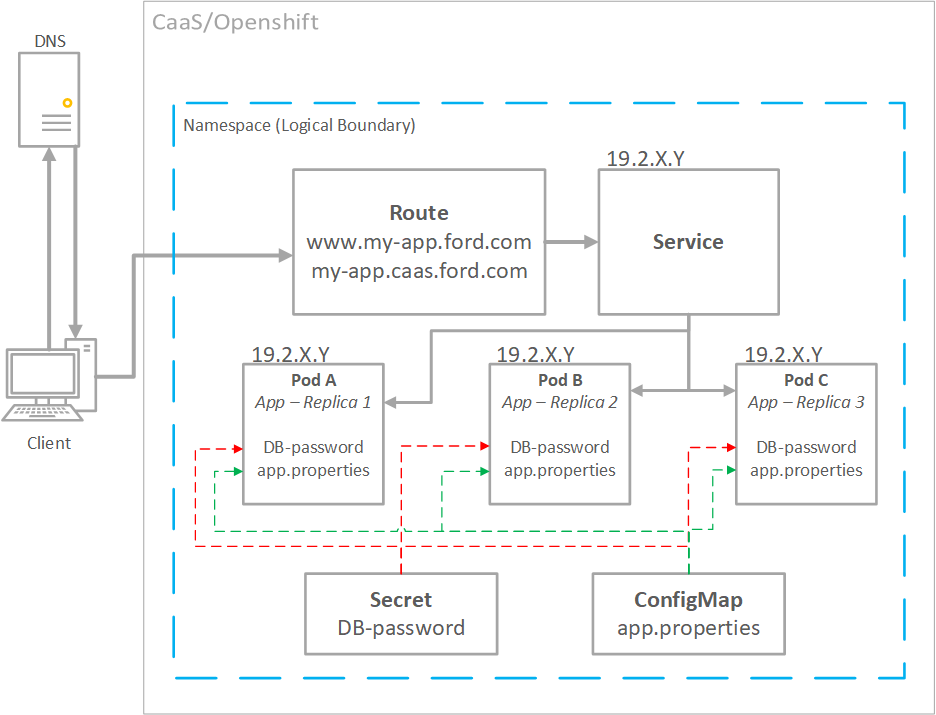 CaaS/Openshift
DNS
Namespace (Logical Boundary)
19.2.X.Y
Route
www.my-app.ford.com
my-app.caas.ford.com
Service
19.2.X.Y
Pod A
App – Replica 1
DB-password
app.properties
19.2.X.Y
Pod B
App – Replica 2
DB-password
app.properties
19.2.X.Y
Pod C
App – Replica 3
DB-password
app.properties
Client
Secret
DB-password
ConfigMap
app.properties